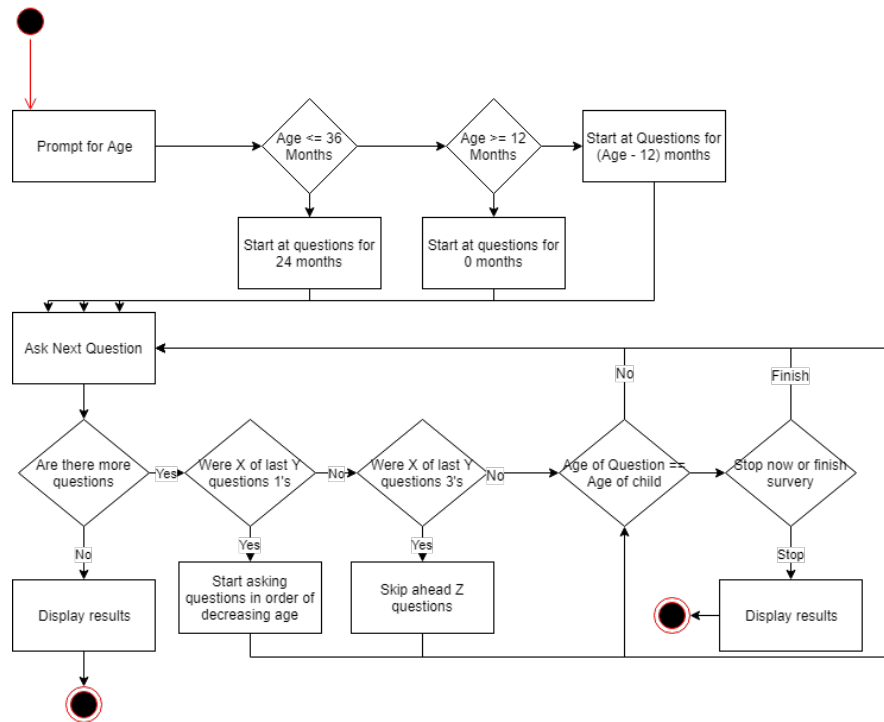 Prompt for Age
Age <= 36
Months
Age >= 12
Months
Start at Questions for
(Age - 12) months
Start at questions for
24 months
Start at questions for
0 months
Ask Next Question
No
Finish
Are there more
questions
Yes
Were X of last Y
questions 1's
No
Were X of last Y
questions 3's
No
Age of Question ==
Age of child
Stop now or finish
survery
No
Yes
Yes
Stop
Display results
Start asking
questions in order of
decreasing age
Skip ahead Z
questions
Display results